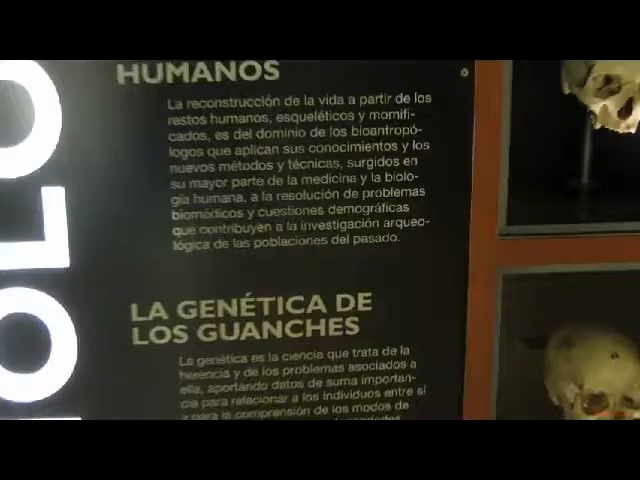 HUMANOS
La reconstrucción de la vida a partir de los
restos humanos, esqueléticos y momifi-
cados, es del dominio de los bioantropó-
logos que aplican sus conocimientos y los
nuevos métodos y técnicas, surgidos en
su mayor parte de la medicina y la biolo-
gía humana, a la resolución de problemas
biomédicos y cuestiones demográficas
que contribuyen a la investigación arqueo-
lógica de las poblaciones del pasado.
LA GENÉTICA DE
LOS GUANCHES
La genética es la ciencia que trata de la
herencia y de los problemas asociados a
ella, aportando datos de suma importan-
cia para relacionar a los individuos entre sí
y para la comprensión de los modos de
OLO